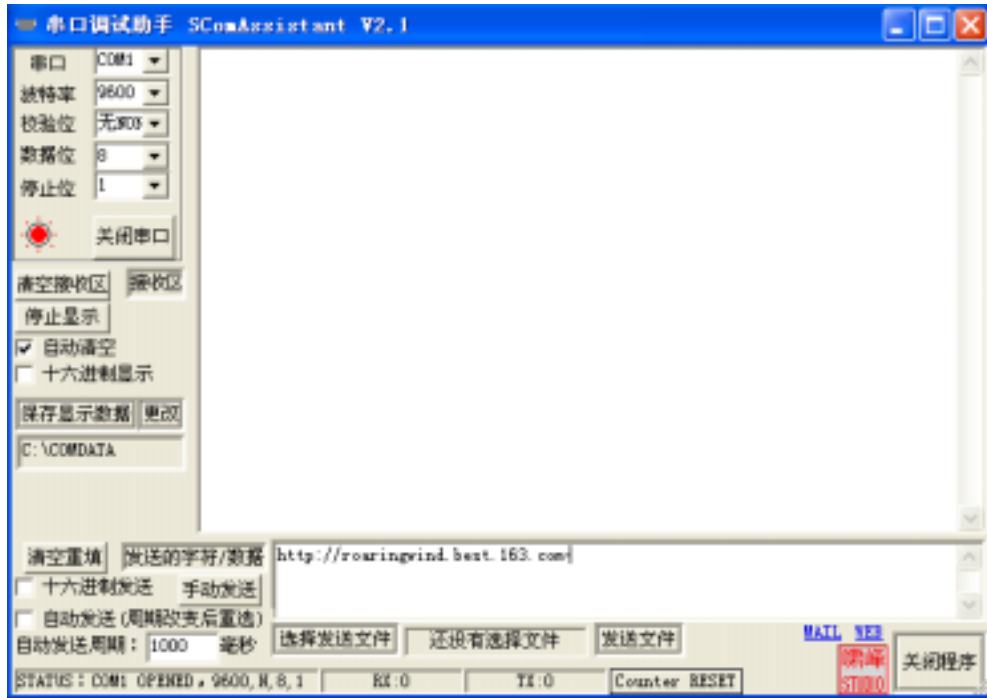 串口调试助手 SComAssistant V2.1
串口 COM1
波特率 9600
校验位 无NON
数据位 8
停止位 1
关闭串口
清空接收区 接收区
停止显示
自动清空
十六进制显示
保存显示数据 更改
C:\COMDATA
清空重填 发送的字符/数据 http://roaringwind.best.163.com
十六进制发送 手动发送
自动发送(周期改变后重选)
自动发送周期: 1000 毫秒 选择发送文件 还没有选择文件 发送文件 MAIL WEB
嘯峰 关闭程序
STATUS:COM1 OPENED,9600,N,8,1 RX:0 TX:0 Counter RESET STUDIO